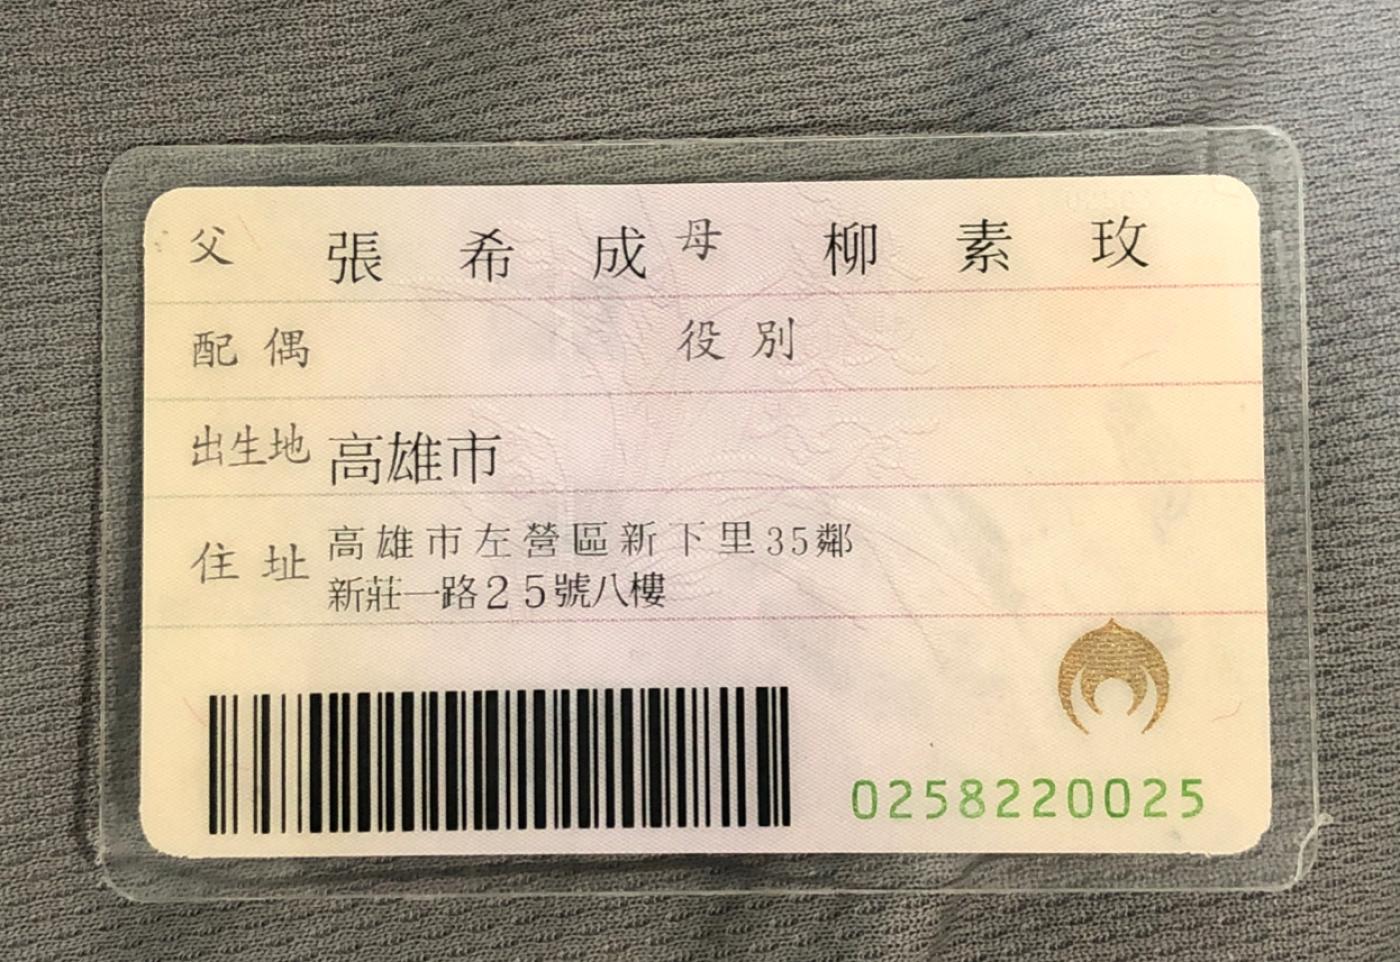 父 張希成 母 柳素玫
配偶 役別
出生地 高雄市
住址 高雄市左營區新下里35鄰
新莊一路25號八樓
0258220025